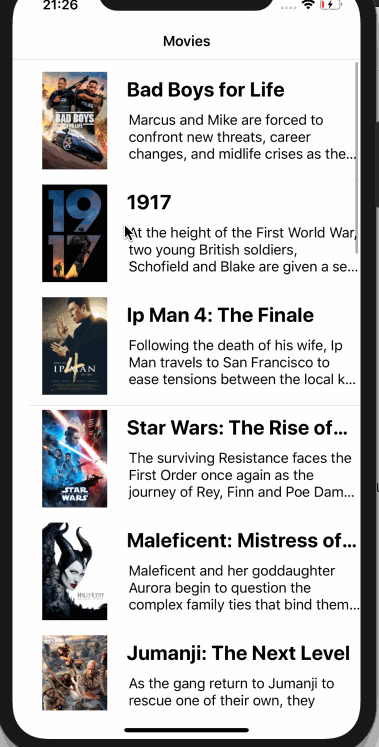 21:26
Movies
Bad Boys for Life
Marcus and Mike are forced to
confront new threats, career
changes, and midlife crises as the...
BAD BOYS
1917
At the height of the First World War,
two young British soldiers,
Schofield and Blake are given a se...
19
17
Ip Man 4: The Finale
Following the death of his wife, Ip
Man travels to San Francisco to
ease tensions between the local k...
IP MAN
4
Star Wars: The Rise of...
The surviving Resistance faces the
First Order once again as the
journey of Rey, Finn and Poe Dam...
STAR
WARS
Maleficent: Mistress of...
Maleficent and her goddaughter
Aurora begin to question the
complex family ties that bind them...
MALEFICENT
Jumanji: The Next Level
As the gang return to Jumanji to
rescue one of their own, they